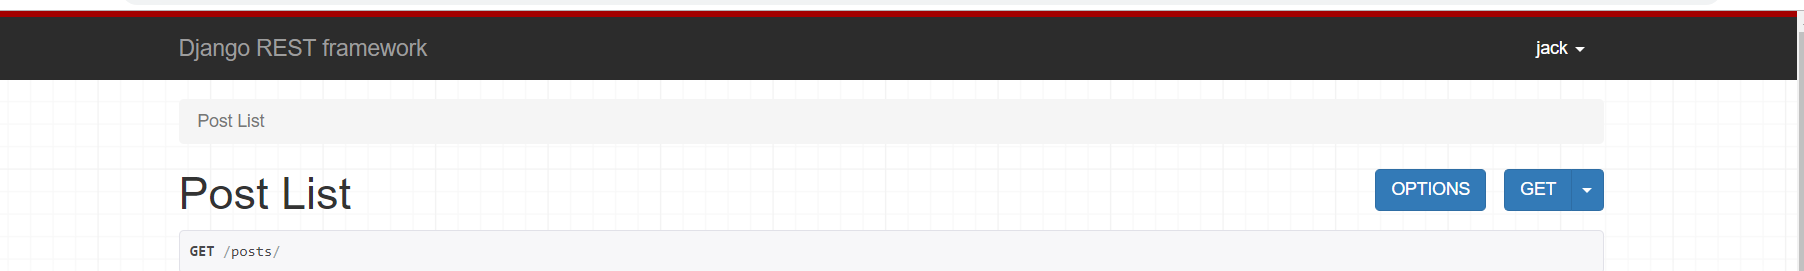 Django REST framework
jack
Post List
Post List
OPTIONS
GET
GET /posts/